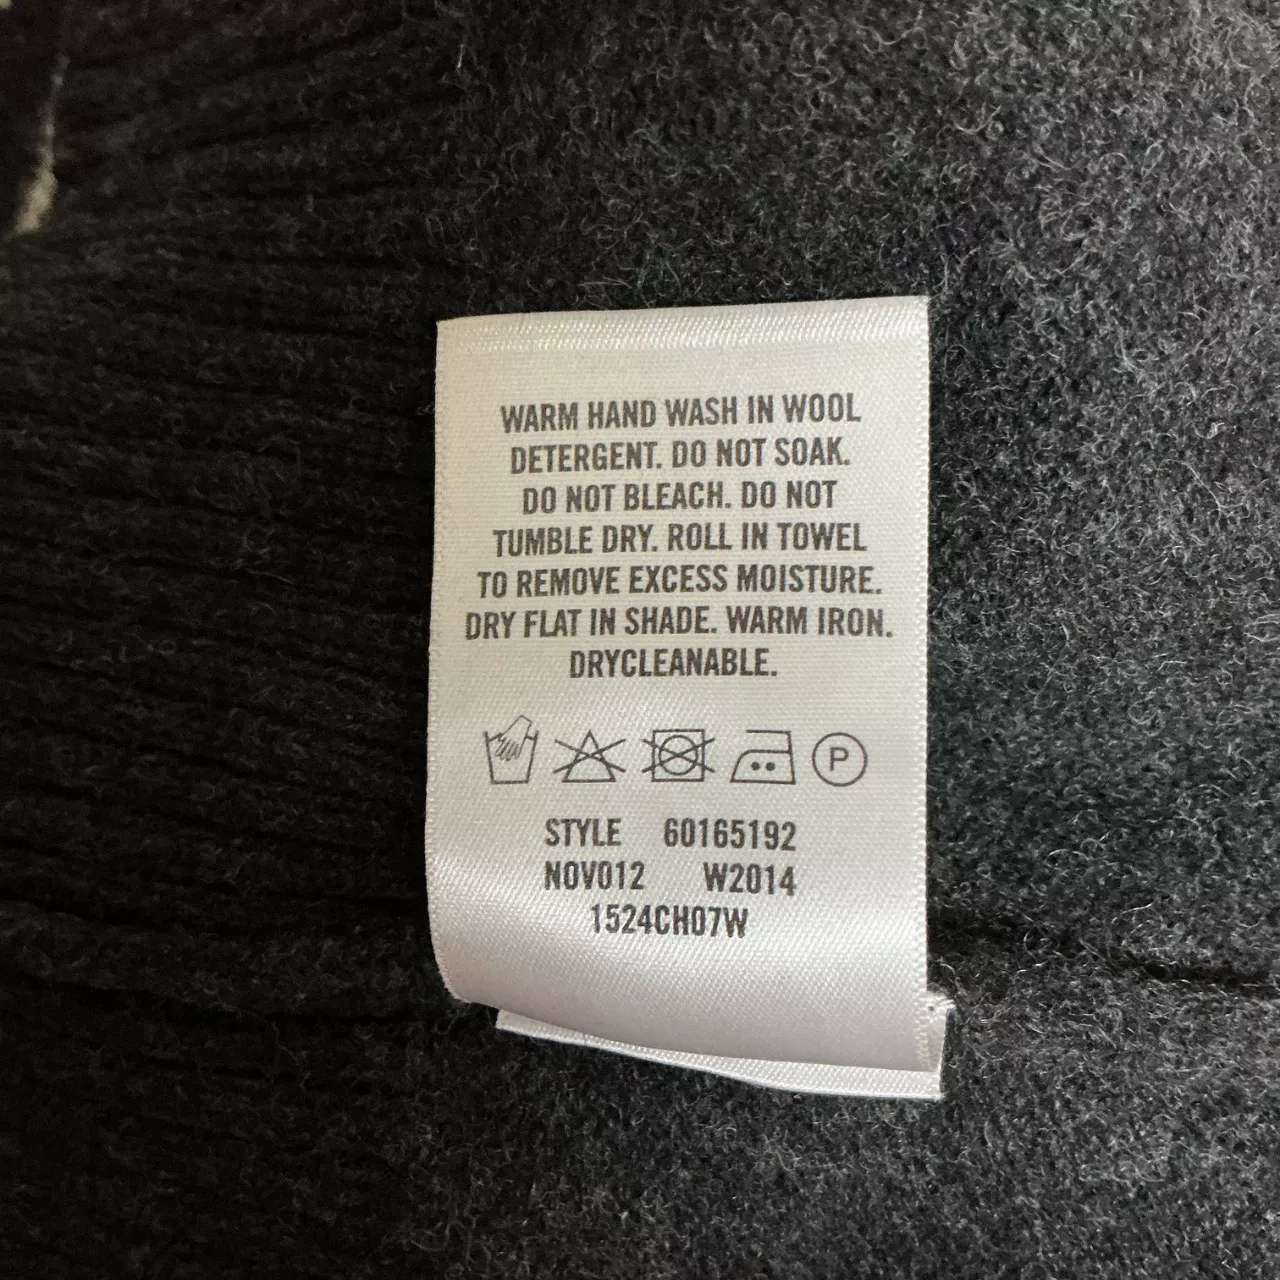 WARM HAND WASH IN WOOL
DETERGENT. DO NOT SOAK.
DO NOT BLEACH. DO NOT
TUMBLE DRY. ROLL IN TOWEL
TO REMOVE EXCESS MOISTURE.
DRY FLAT IN SHADE. WARM IRON.
DRYCLEANABLE.
P
STYLE 60165192
NOV012 W2014
1524CH07W